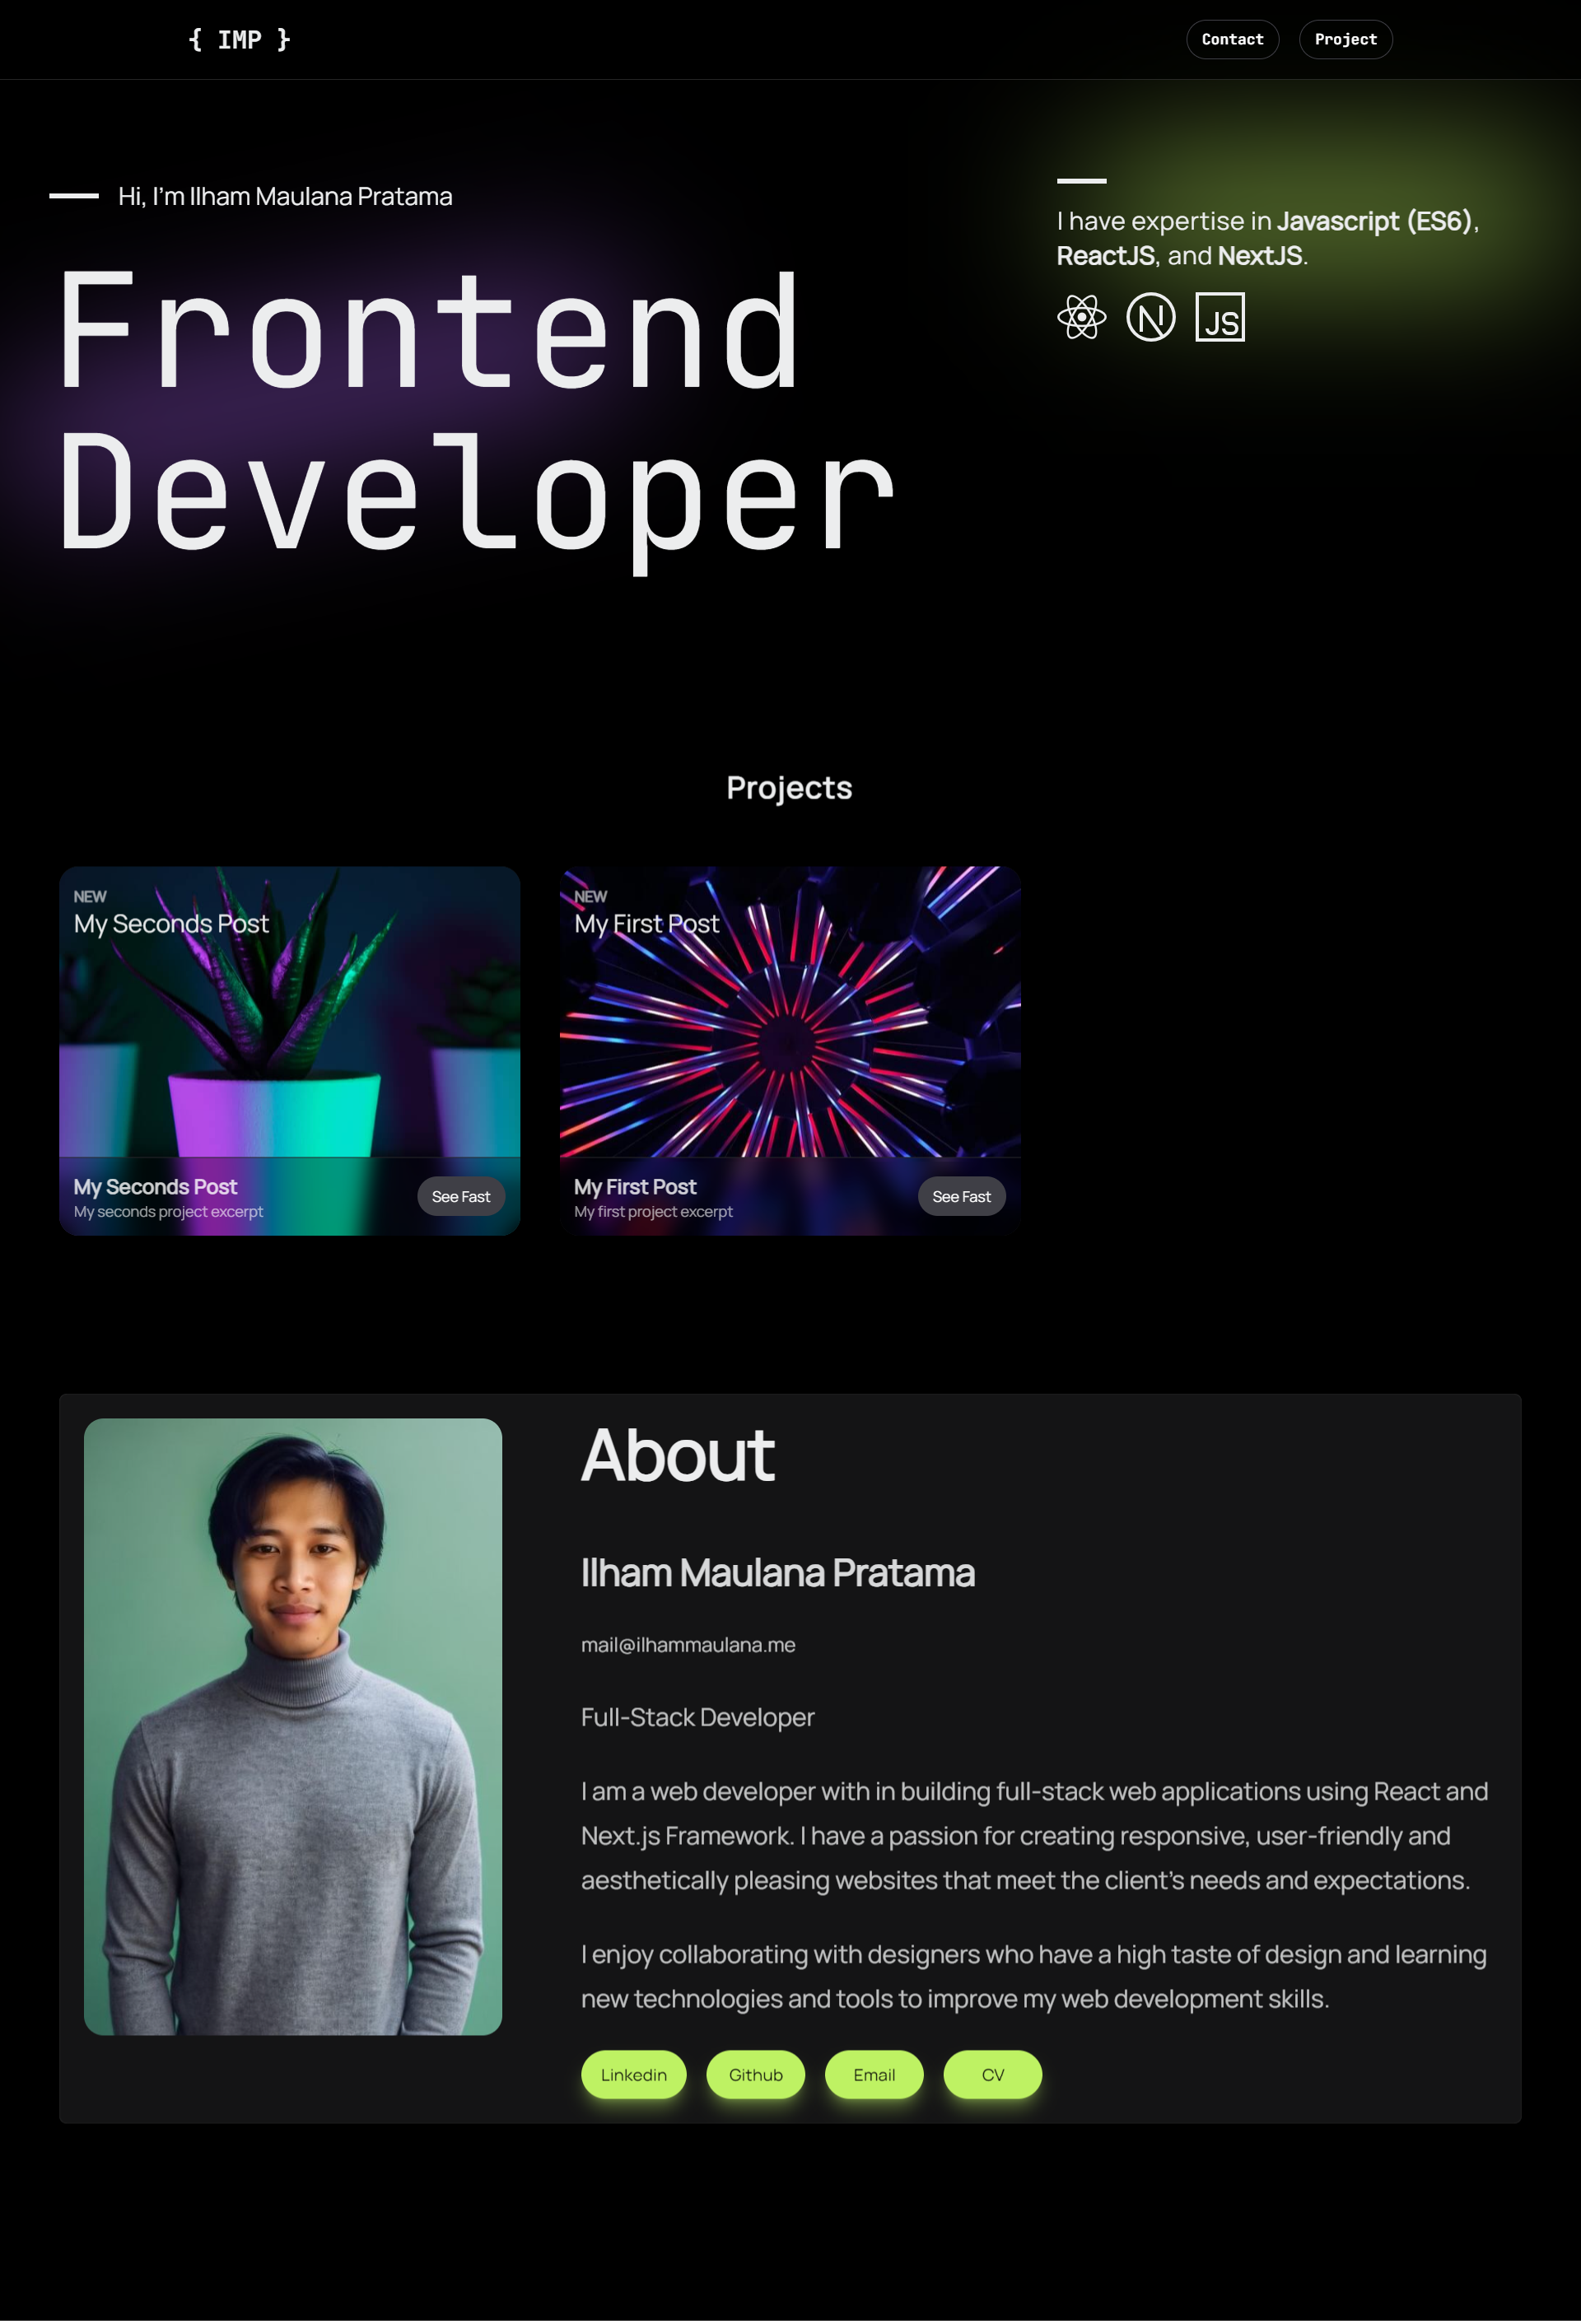 { IMP }
Contact
Project
Hi, I'm Ilham Maulana Pratama
Frontend
Developer
I have expertise in Javascript (ES6),
ReactJS, and NextJS.
N
JS
Projects
NEW
My Seconds Post
My Seconds Post
My seconds project excerpt
See Fast
NEW
My First Post
My First Post
My first project excerpt
See Fast
About
Ilham Maulana Pratama
mail@ilhammaulana.me
Full-Stack Developer
I am a web developer with in building full-stack web applications using React and
Next.js Framework. I have a passion for creating responsive, user-friendly and
aesthetically pleasing websites that meet the client's needs and expectations.
I enjoy collaborating with designers who have a high taste of design and learning
new technologies and tools to improve my web development skills.
Linkedin
Github
Email
CV